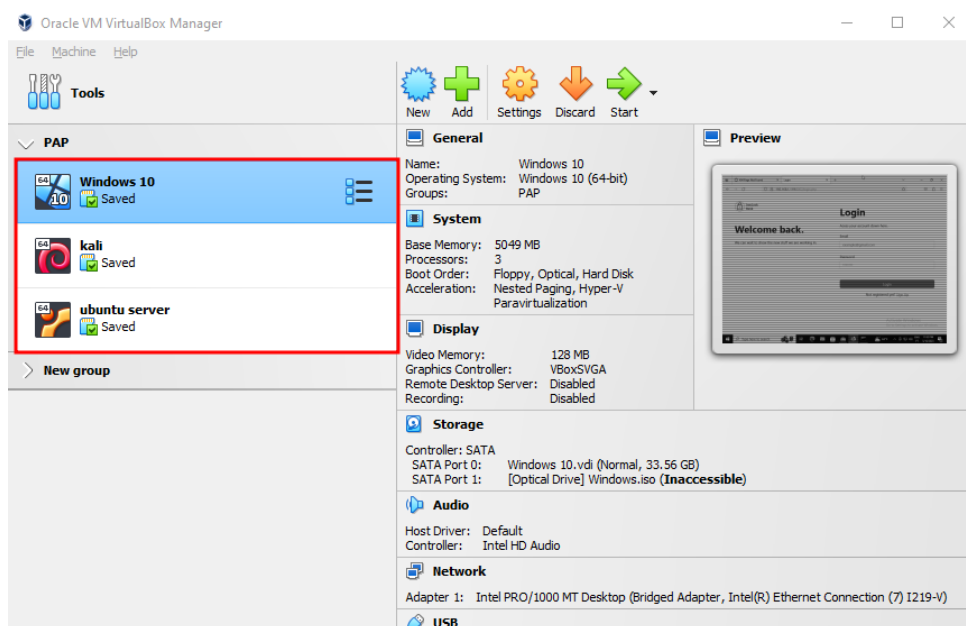 Oracle VM VirtualBox Manager
File Machine Help
Tools
New Add Settings Discard Start
PAP
64 Windows 10
10 Saved
64 kali
Saved
64 ubuntu server
Saved
New group
General
Name: Windows 10
Operating System: Windows 10 (64-bit)
Groups: PAP
System
Base Memory: 5049 MB
Processors: 3
Boot Order: Floppy, Optical, Hard Disk
Acceleration: Nested Paging, Hyper-V
Paravirtualization
Display
Video Memory: 128 MB
Graphics Controller: VBoxSVGA
Remote Desktop Server: Disabled
Recording: Disabled
Preview
Login
Welcome back.
Storage
Controller: SATA
SATA Port 0: Windows 10.vdi (Normal, 33.56 GB)
SATA Port 1: [Optical Drive] Windows.iso (Inaccessible)
Audio
Host Driver: Default
Controller: Intel HD Audio
Network
Adapter 1: Intel PRO/1000 MT Desktop (Bridged Adapter, Intel(R) Ethernet Connection (7) I219-V)
USB